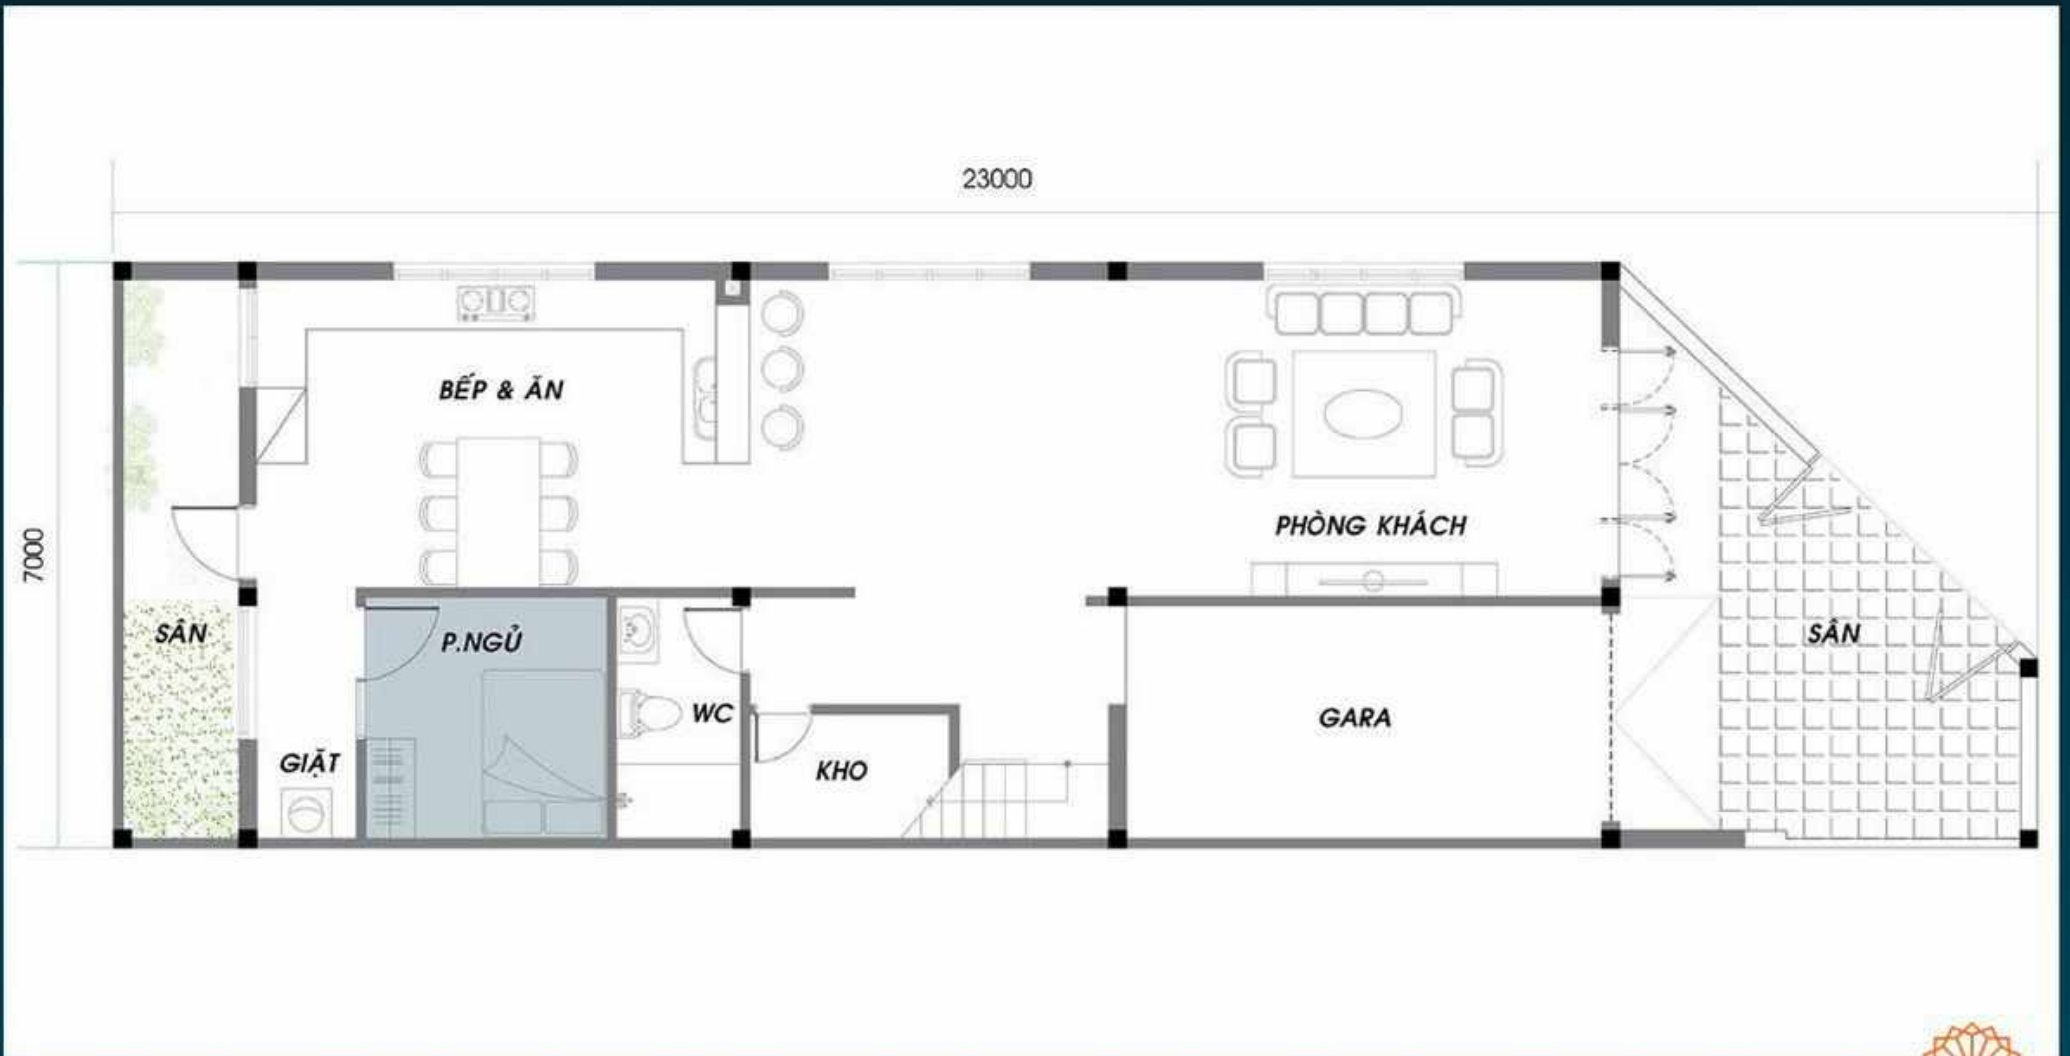 23000
7000
BẾP & ĂN
PHÒNG KHÁCH
SÂN
P.NGỦ
SÂN
WC
GARA
GIẶT
KHO